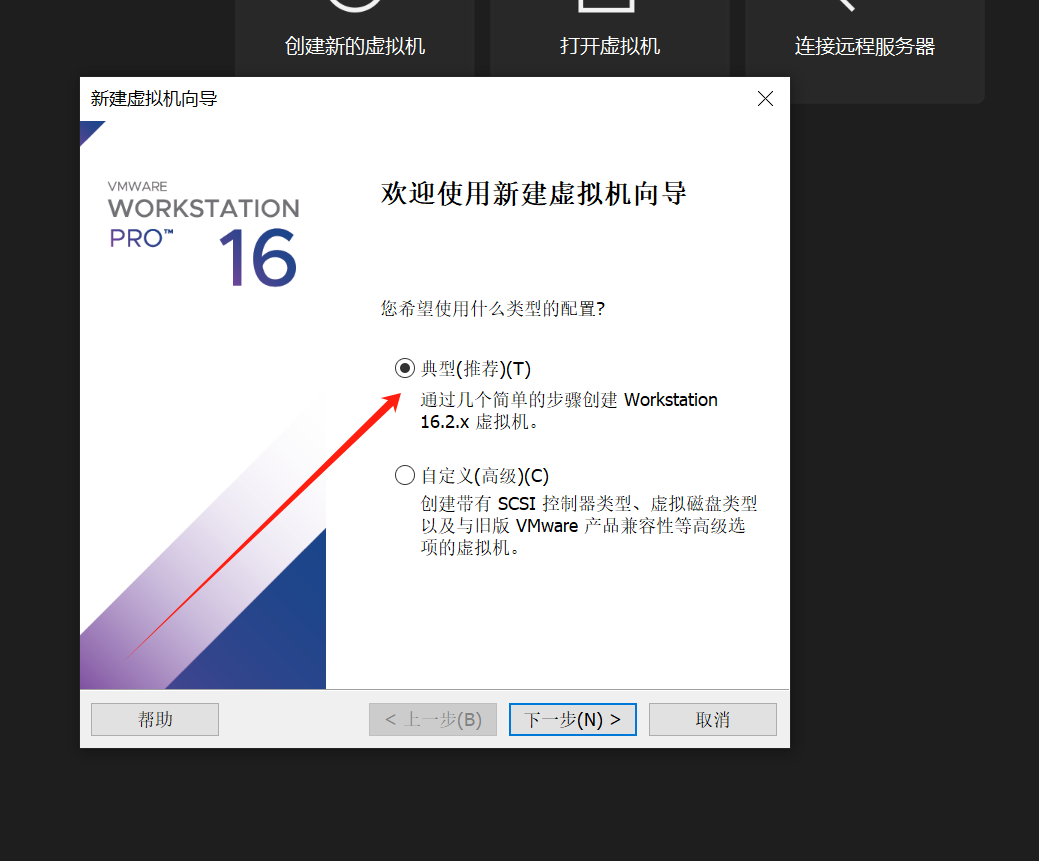 创建新的虚拟机
打开虚拟机
连接远程服务器
新建虚拟机向导
VMWARE
WORKSTATION
PRO™ 16
欢迎使用新建虚拟机向导
您希望使用什么类型的配置?
典型(推荐)(T)
通过几个简单的步骤创建 Workstation
16.2.x 虚拟机。
自定义(高级)(C)
创建带有 SCSI 控制器类型、虚拟磁盘类型
以及与旧版 VMware 产品兼容性等高级选
项的虚拟机。
帮助
< 上一步(B)
下一步(N) >
取消